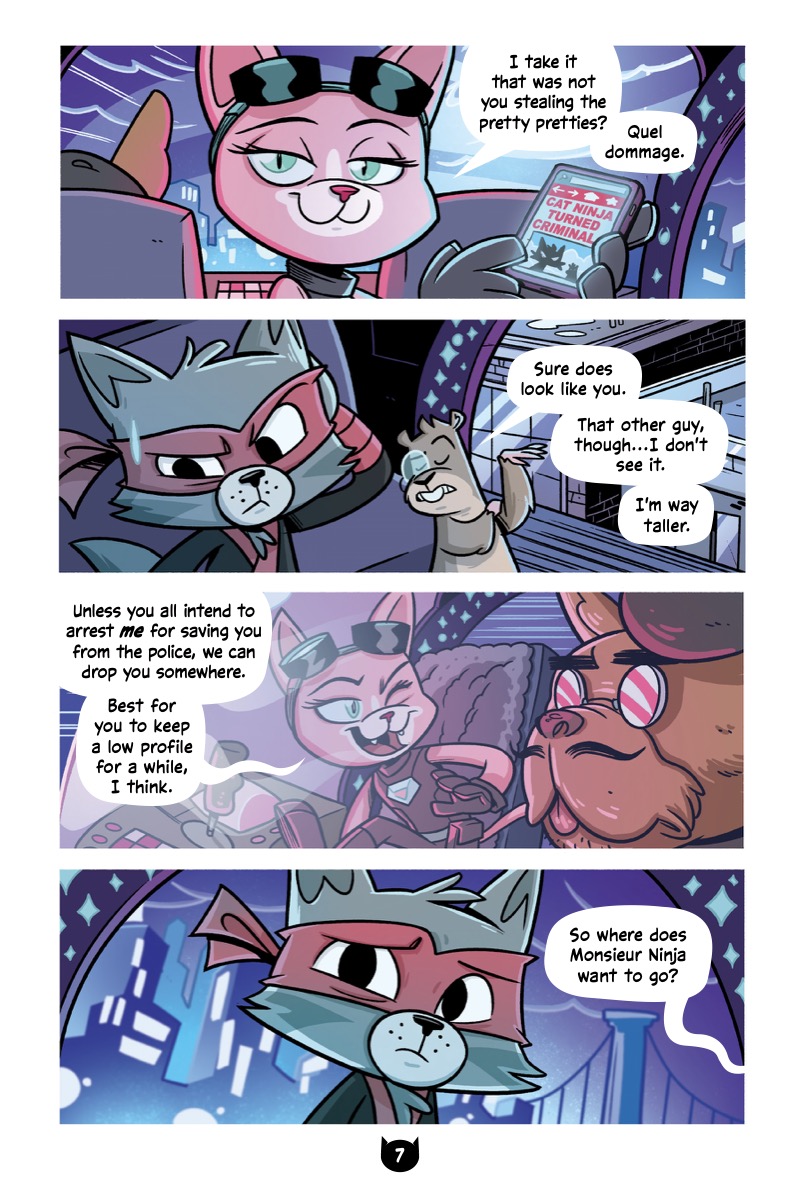 I take it
that was not
you stealing the
pretty pretties?
Quel
dommage.
CAT NINJA
TURNED
CRIMINAL
Sure does
look like you.
That other guy,
though...I don't
see it.
I'm way
taller.
Unless you all intend to
arrest me for saving you
from the police, we can
drop you somewhere.
Best for
you to keep
a low profile
for a while,
I think.
So where does
Monsieur Ninja
want to go?
7